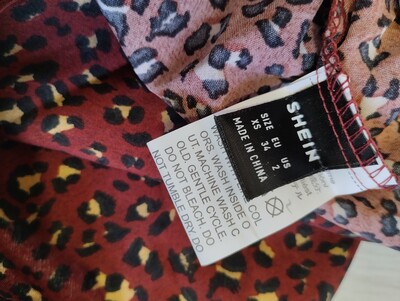 SHEIN
SIZE EU US
XS 34 2
MADE IN CHINA
COL
ORS. WASH INSIDE O
UT. MACHINE WASH C
OLD. GENTLE CYCLE.
DO NOT BLEACH. DO
NOT TUMBLE DRY. DO